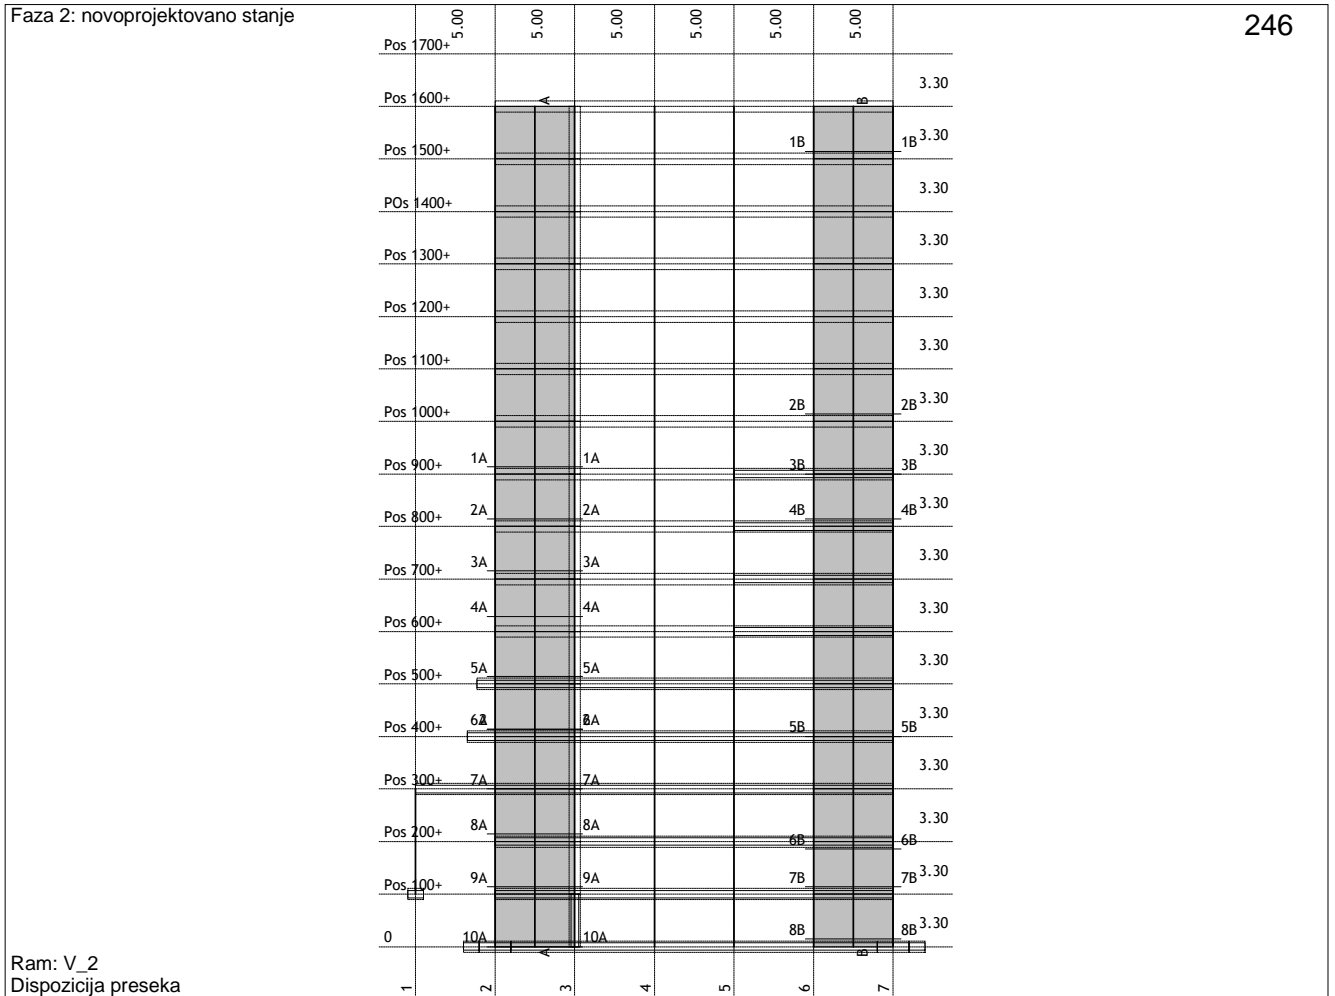 Faza 2: novoprojektovano stanje
246
5.00 5.00 5.00 5.00 5.00 5.00
Pos 1700+
3.30
Pos 1600+ A B
1B 1B 3.30
Pos 1500+
3.30
POs 1400+
3.30
Pos 1300+
3.30
Pos 1200+
3.30
Pos 1100+
2B 2B 3.30
Pos 1000+
3.30
Pos 900+ 1A 1A 3B 3B
Pos 800+ 2A 2A 4B 4B 3.30
3.30
Pos 700+ 3A 3A
4A 4A 3.30
Pos 600+
3.30
Pos 500+ 5A 5A
3.30
Pos 400+ 6A 6A 5B 5B
3.30
Pos 300+ 7A 7A
8A 8A 3.30
Pos 200+ 6B 6B
3.30
Pos 100+ 9A 9A 7B 7B
3.30
0 10A 10A 8B 8B
A B
Ram: V_2
Dispozicija preseka
1 2 3 4 5 6 7